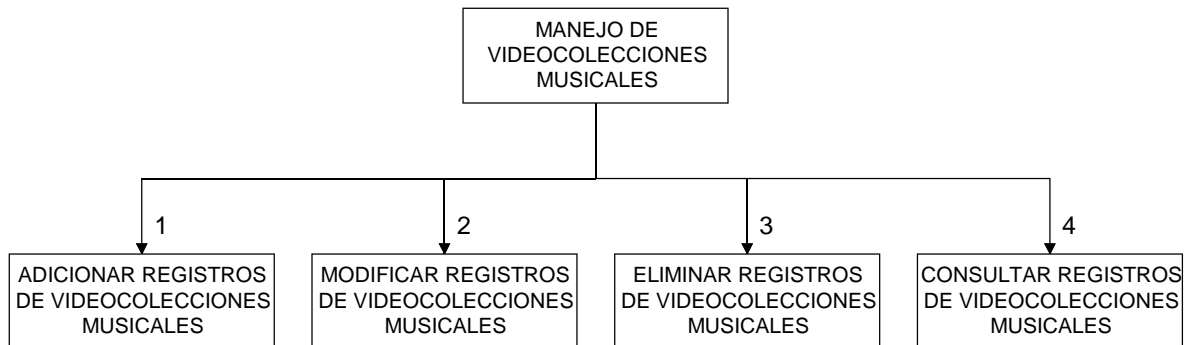 MANEJO DE
VIDEOCOLECCIONES
MUSICALES
1
2
3
4
ADICIONAR REGISTROS
DE VIDEOCOLECCIONES
MUSICALES
MODIFICAR REGISTROS
DE VIDEOCOLECCIONES
MUSICALES
ELIMINAR REGISTROS
DE VIDEOCOLECCIONES
MUSICALES
CONSULTAR REGISTROS
DE VIDEOCOLECCIONES
MUSICALES